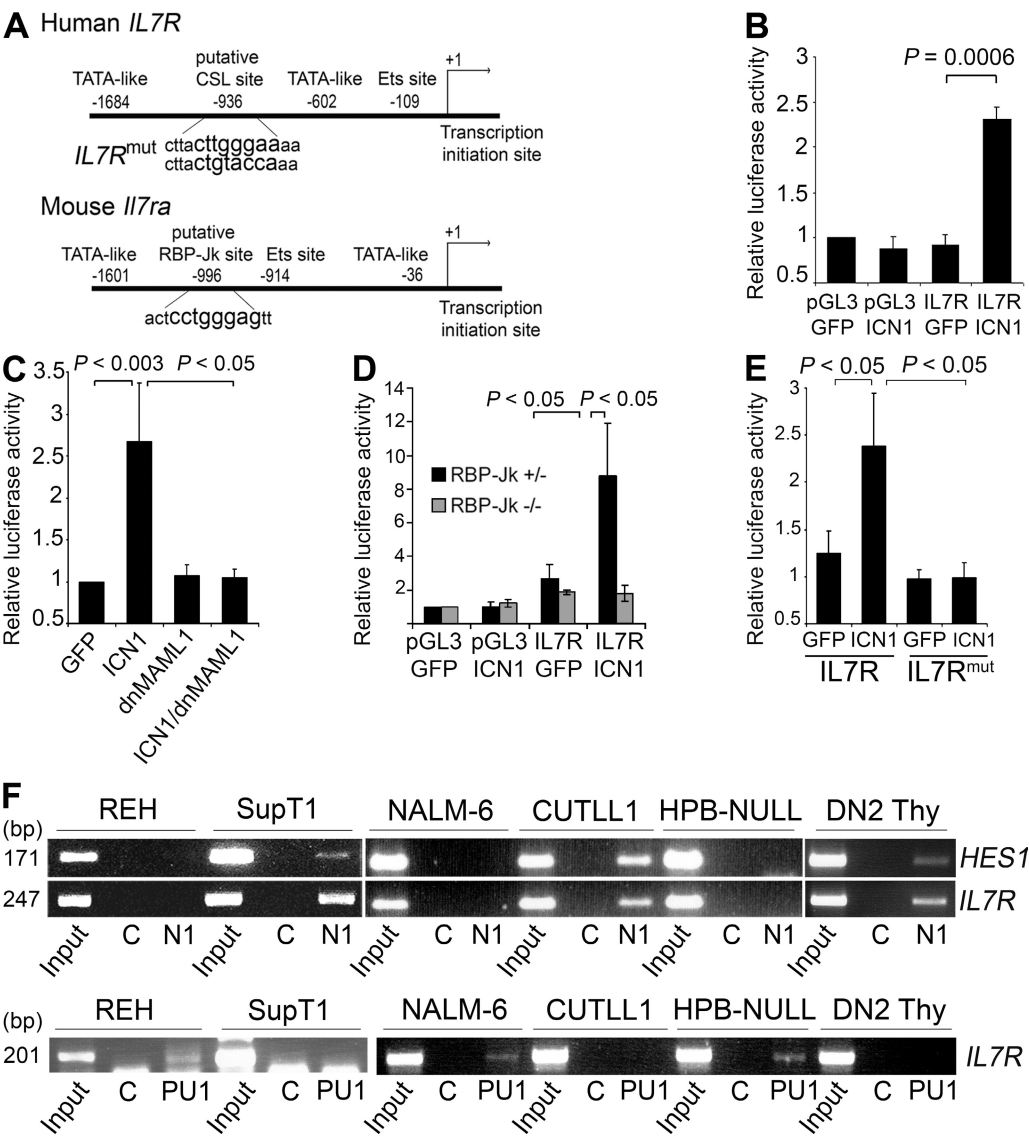 A Human IL7R
putative
TATA-like CSL site TATA-like Ets site +1
-1684 -936 -602 -109
IL7Rmut cttacttgggaaaaa
cttactgtaccaaa
Transcription
initiation site
Mouse Il7ra
putative
TATA-like RBP-Jk site Ets site TATA-like +1
-1601 -996 -914 -36
actcctgggagtt
Transcription
initiation site
B
P = 0.0006
Relative luciferase activity
3
2.5
2
1.5
1
0.5
pGL3 pGL3 IL7R IL7R
GFP ICN1 GFP ICN1
C
P < 0.003 P < 0.05
Relative luciferase activity
3.5
3
2.5
2
1.5
1
0.5
GFP
ICN1
dnMAML1
ICN1/dnMAML1
D
P < 0.05 P < 0.05
Relative luciferase activity
14
12
10
8
6
4
2
RBP-Jk +/-
RBP-Jk -/-
pGL3 pGL3 IL7R IL7R
GFP ICN1 GFP ICN1
E
P < 0.05 P < 0.05
Relative luciferase activity
3
2.5
2
1.5
1
0.5
GFP ICN1 GFP ICN1
IL7R IL7Rmut
F
REH SupT1 NALM-6 CUTLL1 HPB-NULL DN2 Thy
(bp)
171 HES1
247 IL7R
Input C N1 Input C N1 Input C N1 Input C N1 Input C N1 Input C N1
REH SupT1 NALM-6 CUTLL1 HPB-NULL DN2 Thy
(bp)
201 IL7R
Input C PU1 Input C PU1 Input C PU1 Input C PU1 Input C PU1 Input C PU1